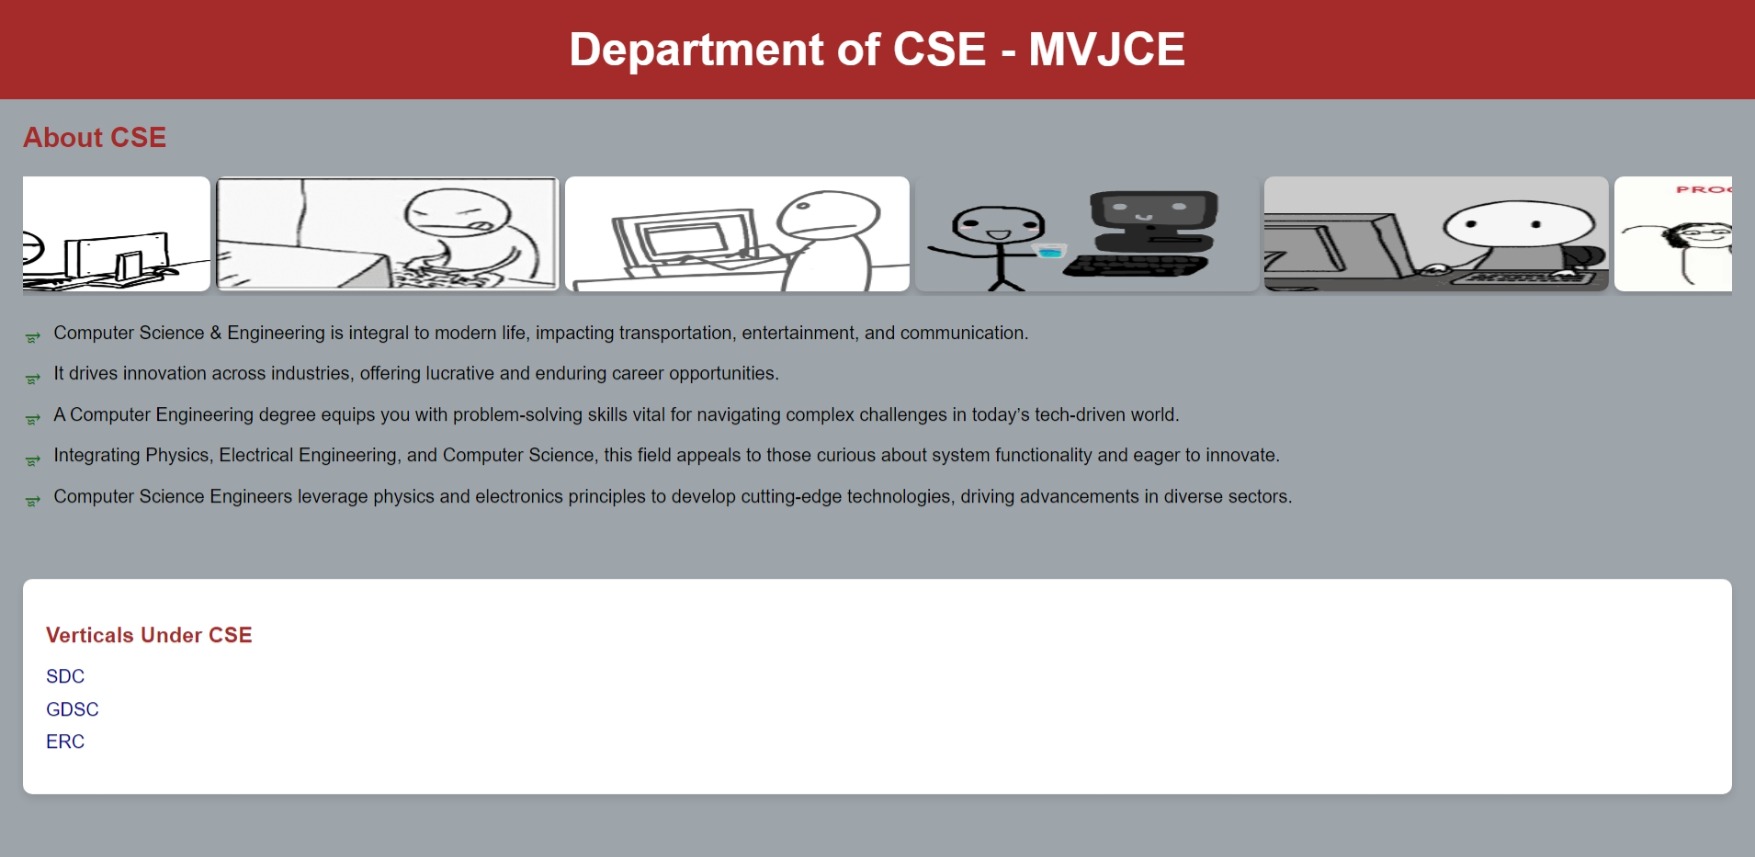 Department of CSE - MVJCE
About CSE
Computer Science & Engineering is integral to modern life, impacting transportation, entertainment, and communication.
It drives innovation across industries, offering lucrative and enduring career opportunities.
A Computer Engineering degree equips you with problem-solving skills vital for navigating complex challenges in today's tech-driven world.
Integrating Physics, Electrical Engineering, and Computer Science, this field appeals to those curious about system functionality and eager to innovate.
Computer Science Engineers leverage physics and electronics principles to develop cutting-edge technologies, driving advancements in diverse sectors.
Verticals Under CSE
SDC
GDSC
ERC